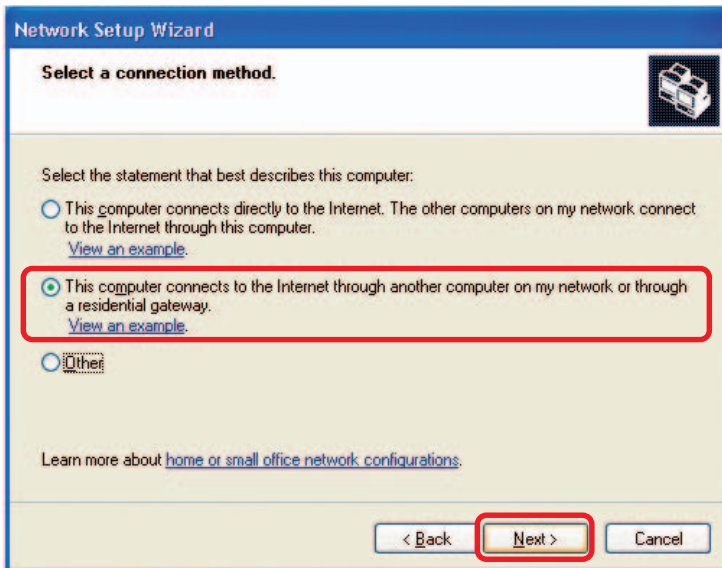 Network Setup Wizard
Select a connection method.
Select the statement that best describes this computer:
This computer connects directly to the Internet. The other computers on my network connect
to the Internet through this computer.
View an example.
This computer connects to the Internet through another computer on my network or through
a residential gateway.
View an example.
Other
Learn more about home or small office network configurations.
< Back
Next >
Cancel